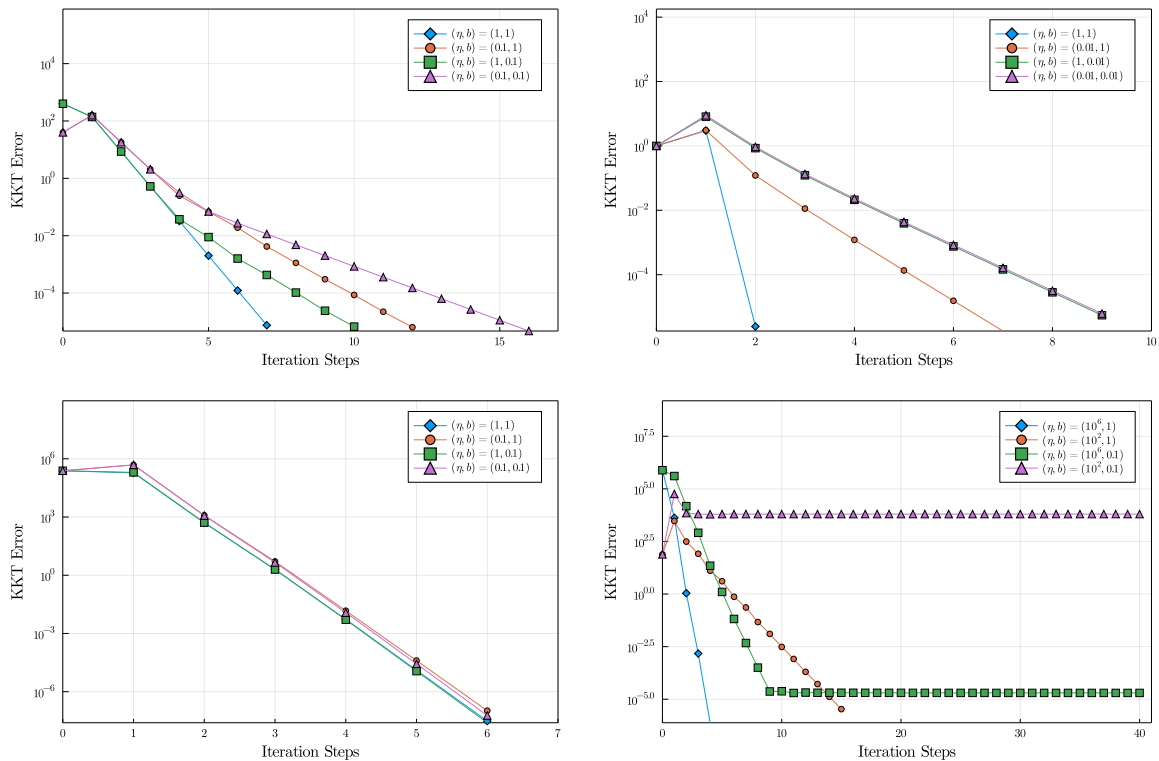 KKT Error
10^4
10^2
10^0
10^{-2}
10^{-4}
0 5 10 15
Iteration Steps
(η, b) = (1, 1)
(η, b) = (0.1, 1)
(η, b) = (1, 0.1)
(η, b) = (0.1, 0.1)
KKT Error
10^4
10^2
10^0
10^{-2}
10^{-4}
0 2 4 6 8 10
Iteration Steps
(η, b) = (1, 1)
(η, b) = (0.01, 1)
(η, b) = (1, 0.01)
(η, b) = (0.01, 0.01)
KKT Error
10^6
10^3
10^0
10^{-3}
10^{-6}
0 1 2 3 4 5 6 7
Iteration Steps
(η, b) = (1, 1)
(η, b) = (0.1, 1)
(η, b) = (1, 0.1)
(η, b) = (0.1, 0.1)
KKT Error
10^{7.5}
10^{5.0}
10^{2.5}
10^{0.0}
10^{-2.5}
10^{-5.0}
0 10 20 30 40
Iteration Steps
(η, b) = (10^6, 1)
(η, b) = (10^2, 1)
(η, b) = (10^6, 0.1)
(η, b) = (10^2, 0.1)